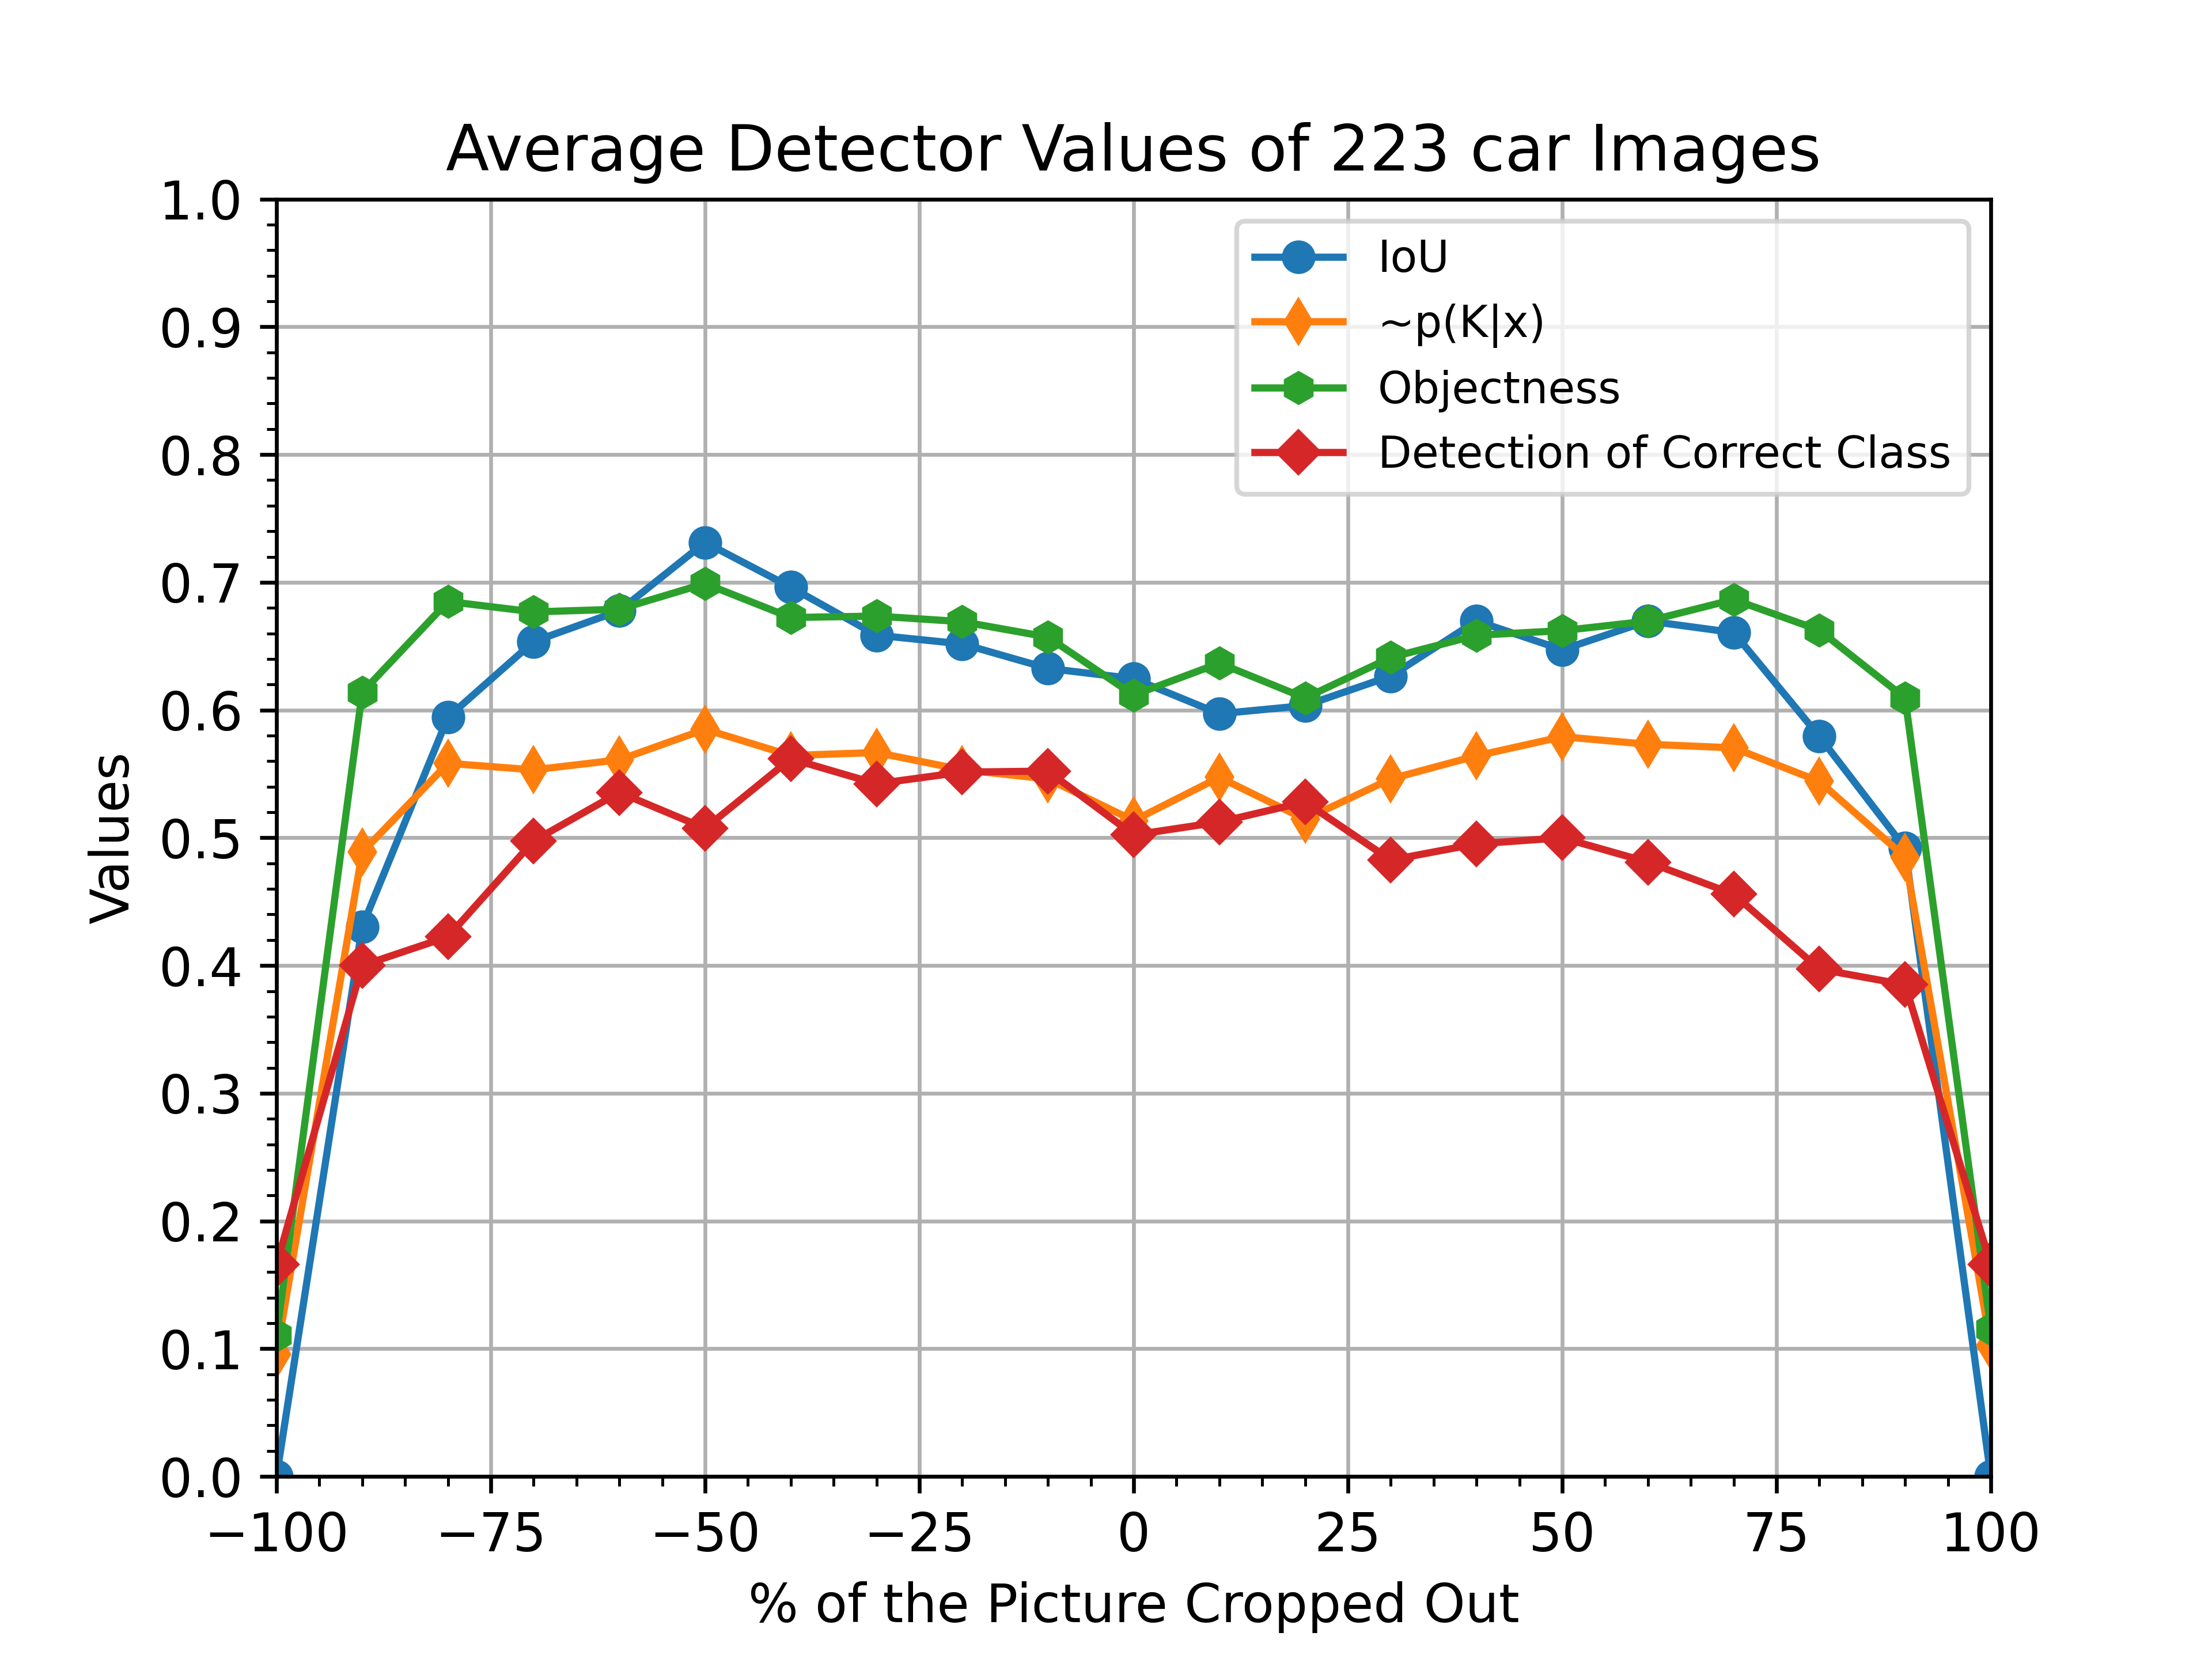 Average Detector Values of 223 car Images
1.0
0.9
0.8
0.7
0.6
0.5
0.4
0.3
0.2
0.1
0.0
Values
IoU
~p(K|x)
Objectness
Detection of Correct Class
−100 −75 −50 −25 0 25 50 75 100
% of the Picture Cropped Out